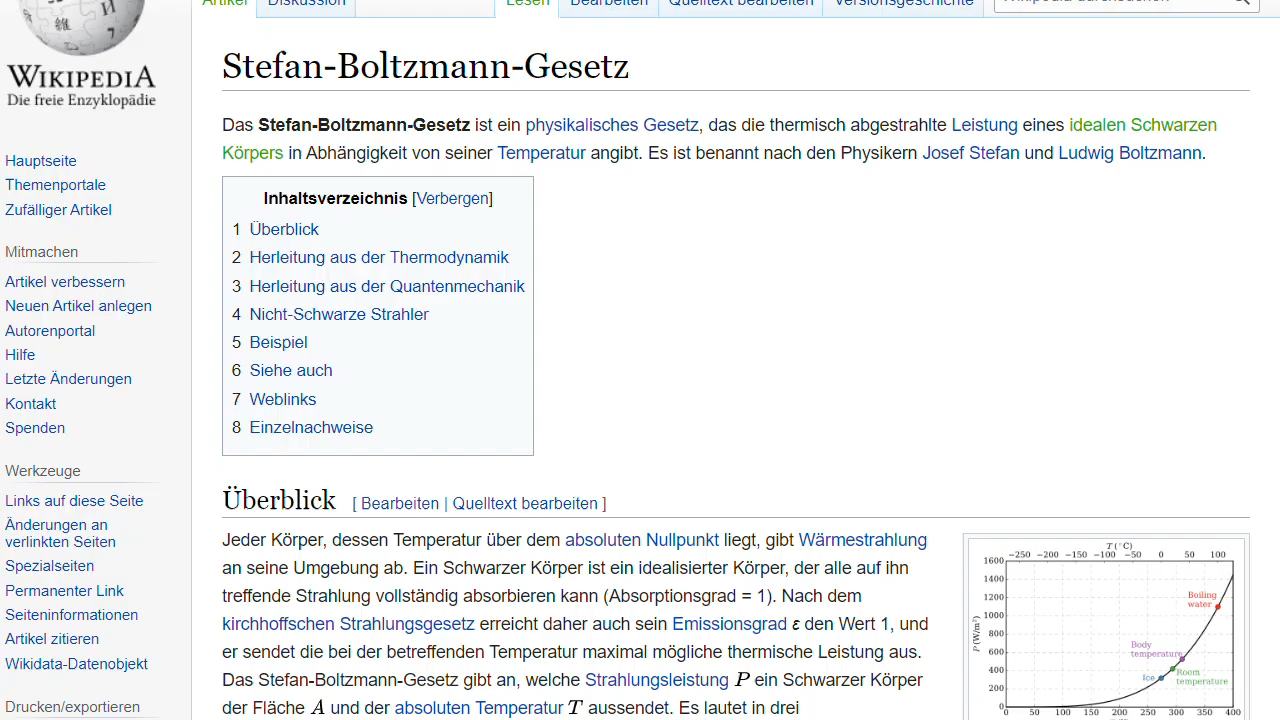 Artikel Diskussion Lesen Bearbeiten Quelltext bearbeiten Versionsgeschichte Wikipedia durchsuchen
WIKIPEDIA
Die freie Enzyklopädie
Hauptseite
Themenportale
Zufälliger Artikel
Mitmachen
Artikel verbessern
Neuen Artikel anlegen
Autorenportal
Hilfe
Letzte Änderungen
Kontakt
Spenden
Werkzeuge
Links auf diese Seite
Änderungen an
verlinkten Seiten
Spezialseiten
Permanenter Link
Seiteninformationen
Artikel zitieren
Wikidata-Datenobjekt
Drucken/exportieren
Stefan-Boltzmann-Gesetz
Das Stefan-Boltzmann-Gesetz ist ein physikalisches Gesetz, das die thermisch abgestrahlte Leistung eines idealen Schwarzen
Körpers in Abhängigkeit von seiner Temperatur angibt. Es ist benannt nach den Physikern Josef Stefan und Ludwig Boltzmann.
Inhaltsverzeichnis [Verbergen]
1 Überblick
2 Herleitung aus der Thermodynamik
3 Herleitung aus der Quantenmechanik
4 Nicht-Schwarze Strahler
5 Beispiel
6 Siehe auch
7 Weblinks
8 Einzelnachweise
Überblick [ Bearbeiten | Quelltext bearbeiten ]
Jeder Körper, dessen Temperatur über dem absoluten Nullpunkt liegt, gibt Wärmestrahlung
an seine Umgebung ab. Ein Schwarzer Körper ist ein idealisierter Körper, der alle auf ihn
treffende Strahlung vollständig absorbieren kann (Absorptionsgrad = 1). Nach dem
kirchhoffschen Strahlungsgesetz erreicht daher auch sein Emissionsgrad ε den Wert 1, und
er sendet die bei der betreffenden Temperatur maximal mögliche thermische Leistung aus.
Das Stefan-Boltzmann-Gesetz gibt an, welche Strahlungsleistung P ein Schwarzer Körper
der Fläche A und der absoluten Temperatur T aussendet. Es lautet in drei
T (°C)
−250 −200 −150 −100 −50 0 50 100
1600
1400
1200
1000
800
600
400
200
0
P (W/m²)
Boiling
water
Body
temperature
Ice
Room
temperature
0 50 100 150 200 250 300 350 400